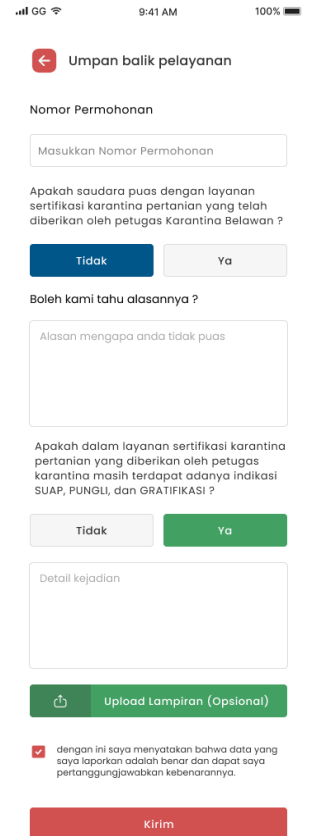 GG 9:41 AM 100%
Umpan balik pelayanan
Nomor Permohonan
Masukkan Nomor Permohonan
Apakah saudara puas dengan layanan
sertifikasi karantina pertanian yang telah
diberikan oleh petugas Karantina Belawan ?
Tidak Ya
Boleh kami tahu alasannya ?
Alasan mengapa anda tidak puas
Apakah dalam layanan sertifikasi karantina
pertanian yang diberikan oleh petugas
karantina masih terdapat adanya indikasi
SUAP, PUNGLI, dan GRATIFIKASI ?
Tidak Ya
Detail kejadian
Upload Lampiran (Opsional)
dengan ini saya menyatakan bahwa data yang
saya laporkan adalah benar dan dapat saya
pertanggungjawabkan kebenarannya.
Kirim